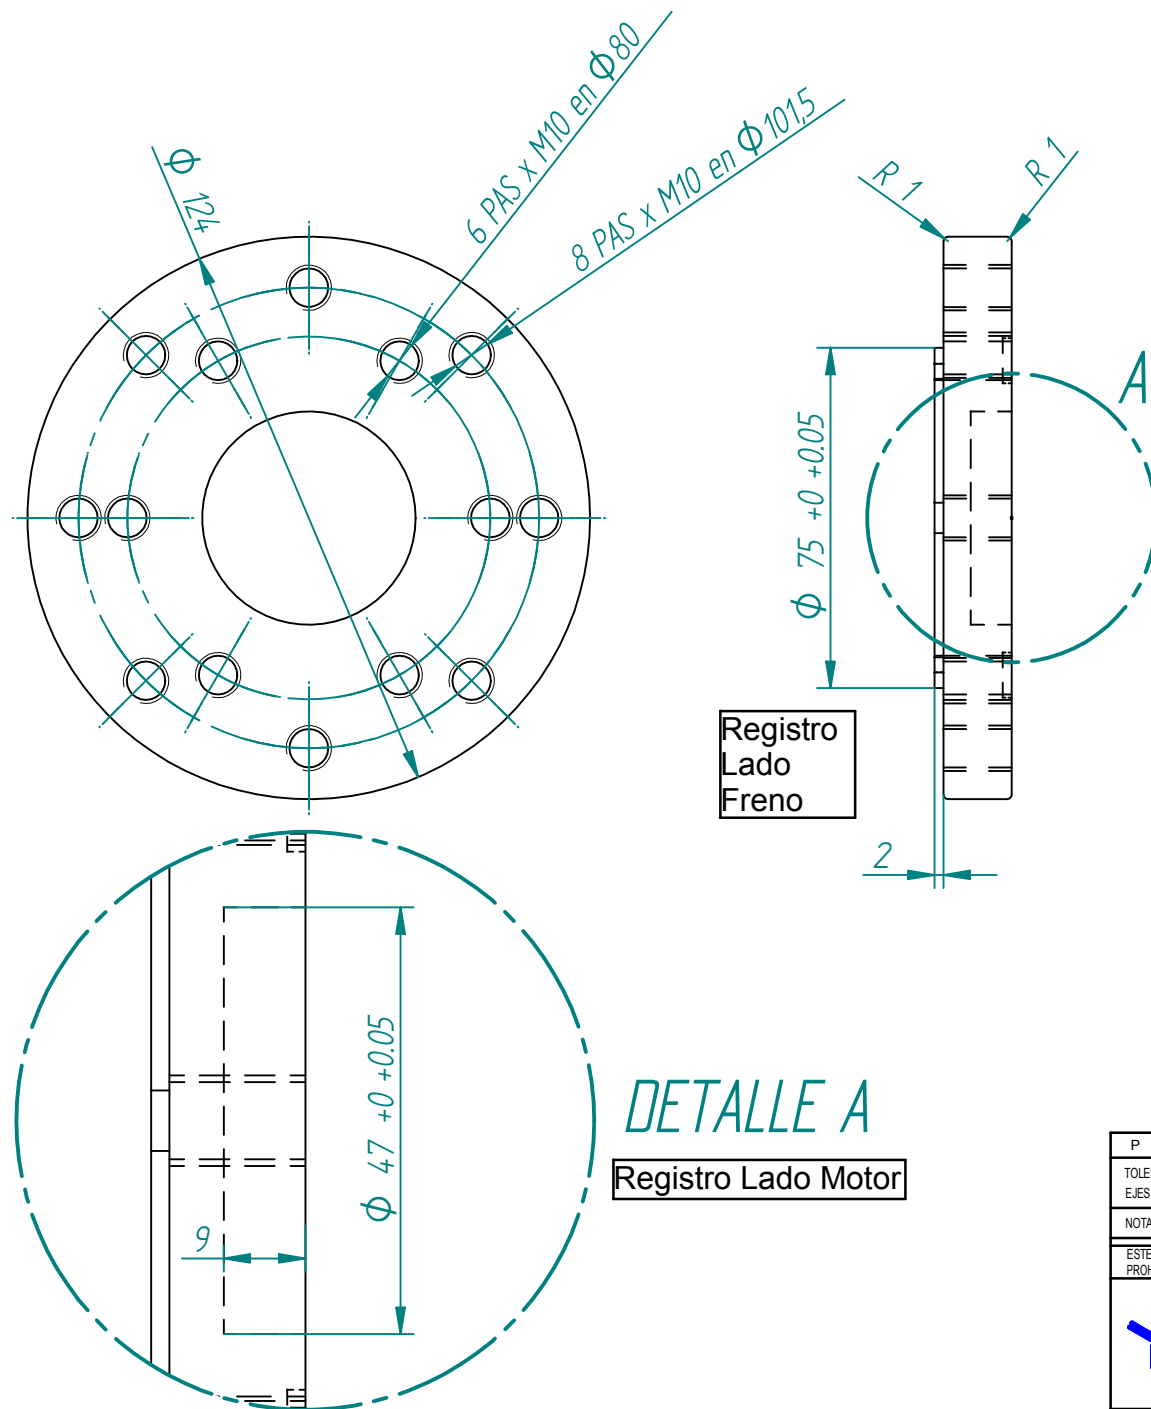 6 PAS x M10 en Φ80
8 PAS x M10 en Φ101,5
Φ 124
R 1
R 1
A
Φ 75 +0 +0.05
Registro
Lado
Freno
2
Φ 47 +0 +0.05
9
DETALLE A
Registro Lado Motor
P
TOLE
EJES
NOTA
ESTE
PROH